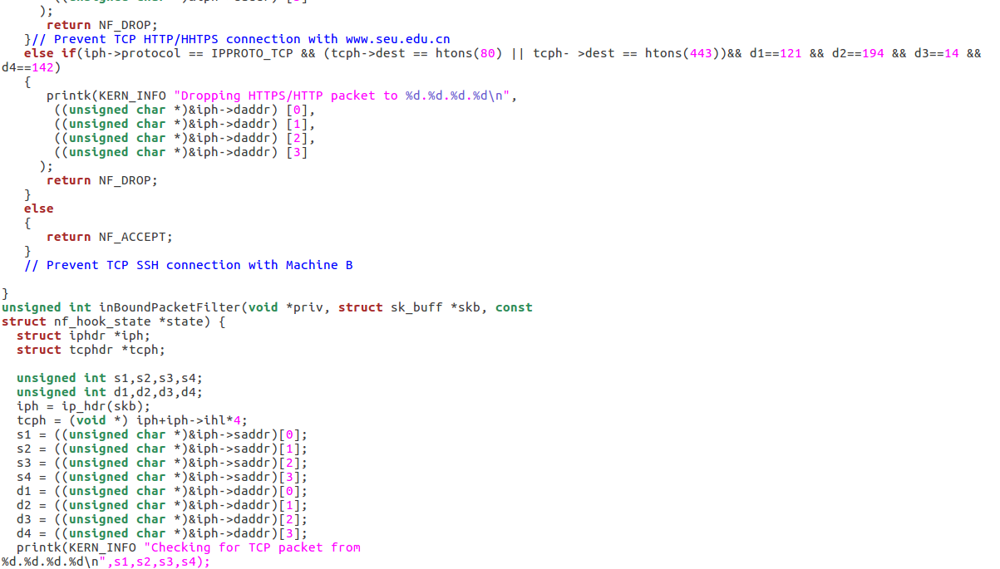 );
return NF_DROP;
}// Prevent TCP HTTP/HHTPS connection with www.seu.edu.cn
else if(iph->protocol == IPPROTO_TCP && (tcph->dest == htons(80) || tcph- >dest == htons(443))&& d1==121 && d2==194 && d3==14 &&
d4==142)
{
printk(KERN_INFO "Dropping HTTPS/HTTP packet to %d.%d.%d.%d\n",
((unsigned char *)&iph->daddr) [0],
((unsigned char *)&iph->daddr) [1],
((unsigned char *)&iph->daddr) [2],
((unsigned char *)&iph->daddr) [3]
);
return NF_DROP;
}
else
{
return NF_ACCEPT;
}
// Prevent TCP SSH connection with Machine B
}
unsigned int inBoundPacketFilter(void *priv, struct sk_buff *skb, const
struct nf_hook_state *state) {
struct iphdr *iph;
struct tcphdr *tcph;
unsigned int s1,s2,s3,s4;
unsigned int d1,d2,d3,d4;
iph = ip_hdr(skb);
tcph = (void *) iph+iph->ihl*4;
s1 = ((unsigned char *)&iph->saddr)[0];
s2 = ((unsigned char *)&iph->saddr)[1];
s3 = ((unsigned char *)&iph->saddr)[2];
s4 = ((unsigned char *)&iph->saddr)[3];
d1 = ((unsigned char *)&iph->daddr)[0];
d2 = ((unsigned char *)&iph->daddr)[1];
d3 = ((unsigned char *)&iph->daddr)[2];
d4 = ((unsigned char *)&iph->daddr)[3];
printk(KERN_INFO "Checking for TCP packet from
%d.%d.%d.%d\n",s1,s2,s3,s4);